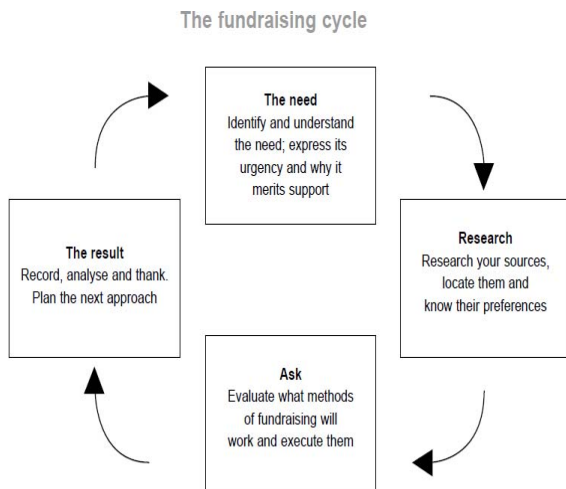 The fundraising cycle
The need
Identify and understand
the need; express its
urgency and why it
merits support
Research
Research your sources,
locate them and
know their preferences
Ask
Evaluate what methods
of fundraising will
work and execute them
The result
Record, analyse and thank.
Plan the next approach